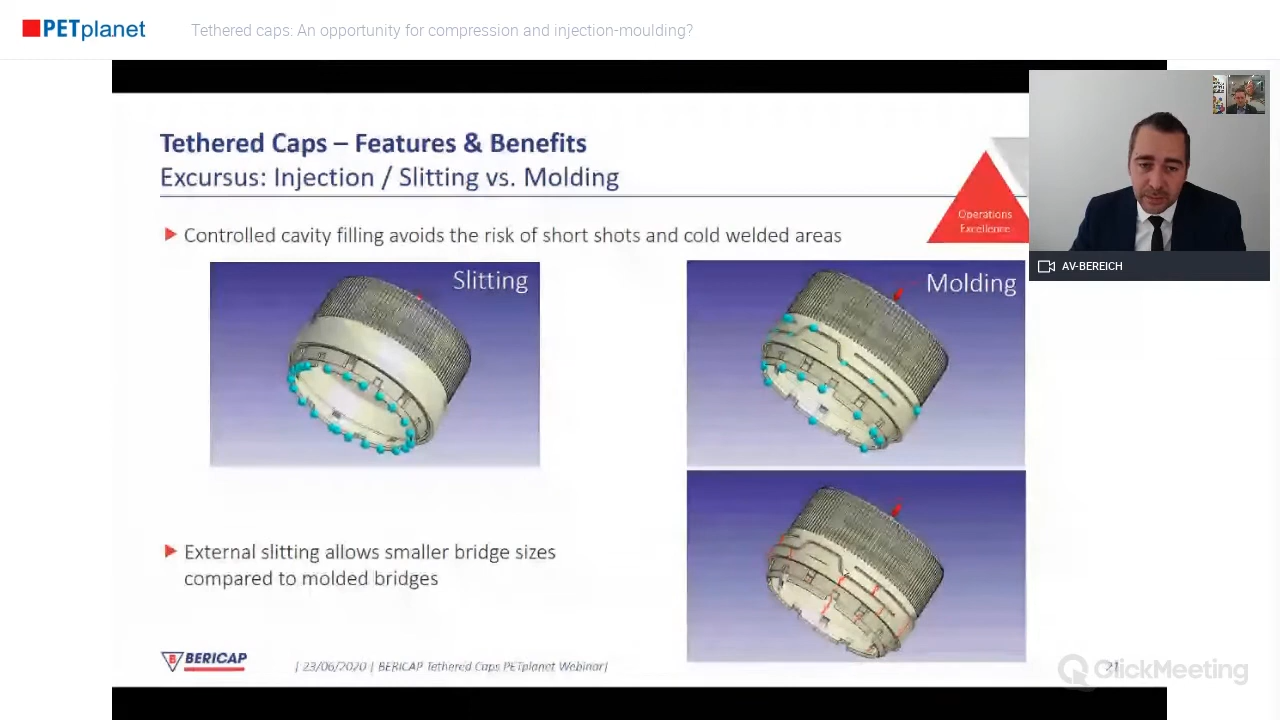 PETplanet
Tethered caps: An opportunity for compression and injection-moulding?
Tethered Caps – Features & Benefits
Excursus: Injection / Slitting vs. Molding
Operations
Excellence
Controlled cavity filling avoids the risk of short shots and cold welded areas
AV-BEREICH
Slitting
Molding
External slitting allows smaller bridge sizes
compared to molded bridges
BERICAP
| 23/06/2020 | BERICAP Tethered Caps PETplanet Webinar|
21
ClickMeeting